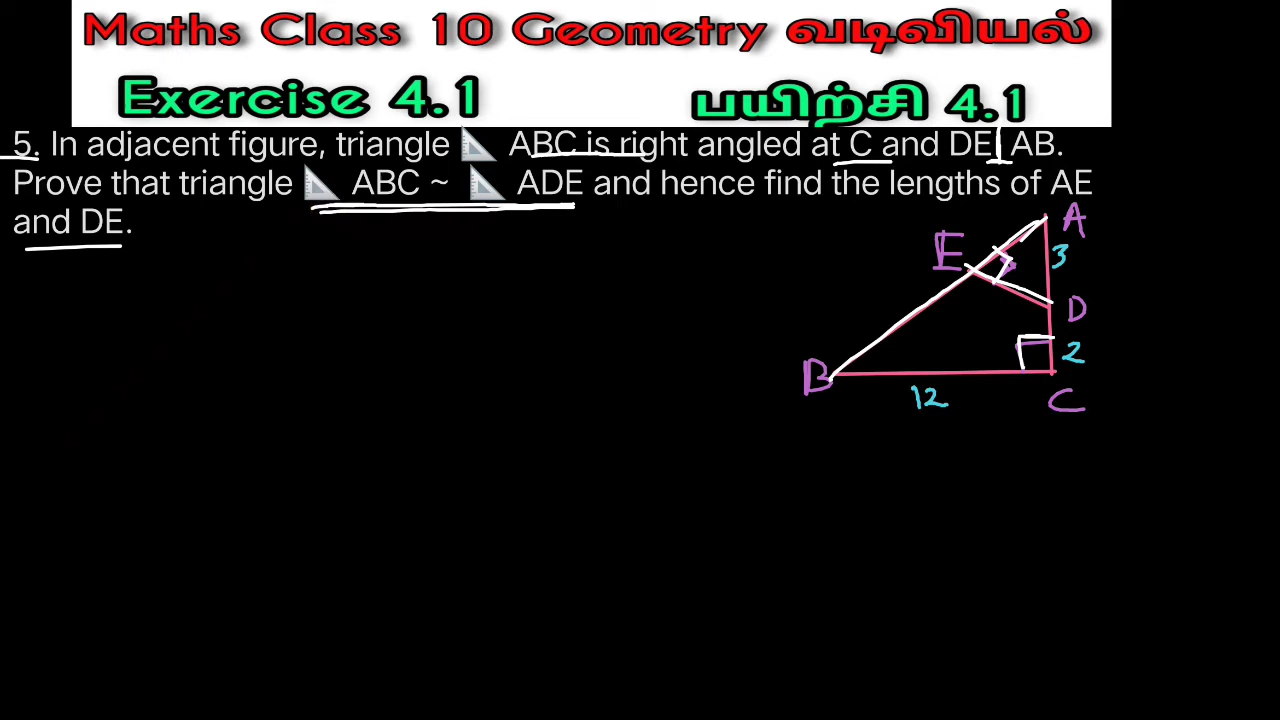 Maths Class 10 Geometry வடிவியல்
Exercise 4.1 பயிற்சி 4.1
5. In adjacent figure, triangle 📐 ABC is right angled at C and DE⊥AB.
Prove that triangle 📐 ABC ~ 📐 ADE and hence find the lengths of AE
and DE.
A
E
3
D
2
B
12
C